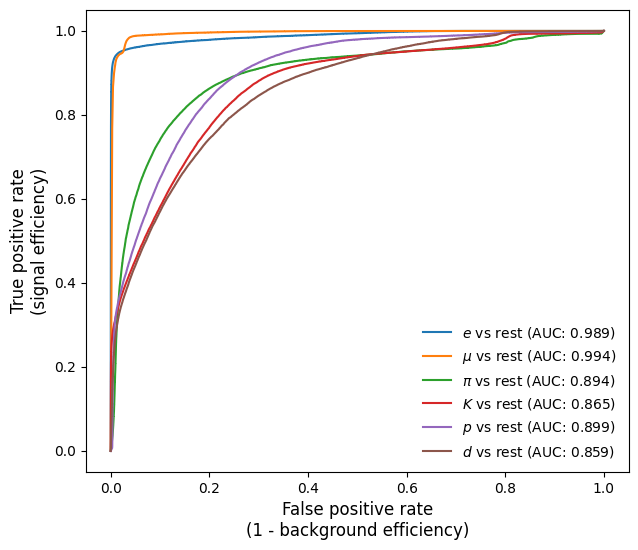 True positive rate
(signal efficiency)
1.0
0.8
0.6
0.4
0.2
0.0
e vs rest (AUC: 0.989)
μ vs rest (AUC: 0.994)
π vs rest (AUC: 0.894)
K vs rest (AUC: 0.865)
p vs rest (AUC: 0.899)
d vs rest (AUC: 0.859)
0.0 0.2 0.4 0.6 0.8 1.0
False positive rate
(1 - background efficiency)